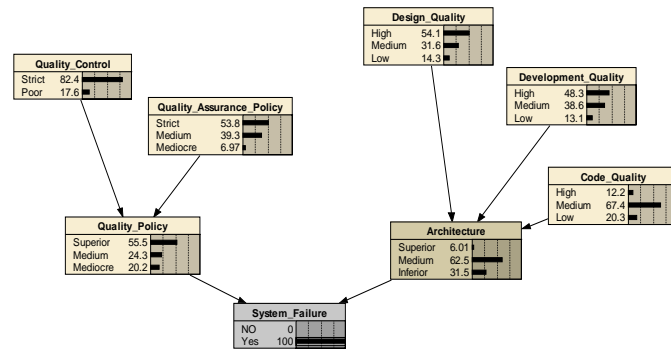 Design_Quality
High 54.1
Medium 31.6
Low 14.3
Quality_Control
Strict 82.4
Poor 17.6
Development_Quality
High 48.3
Medium 38.6
Low 13.1
Quality_Assurance_Policy
Strict 53.8
Medium 39.3
Mediocre 6.97
Code_Quality
High 12.2
Medium 67.4
Low 20.3
Quality_Policy
Superior 55.5
Medium 24.3
Mediocre 20.2
Architecture
Superior 6.01
Medium 62.5
Inferior 31.5
System_Failure
NO 0
Yes 100